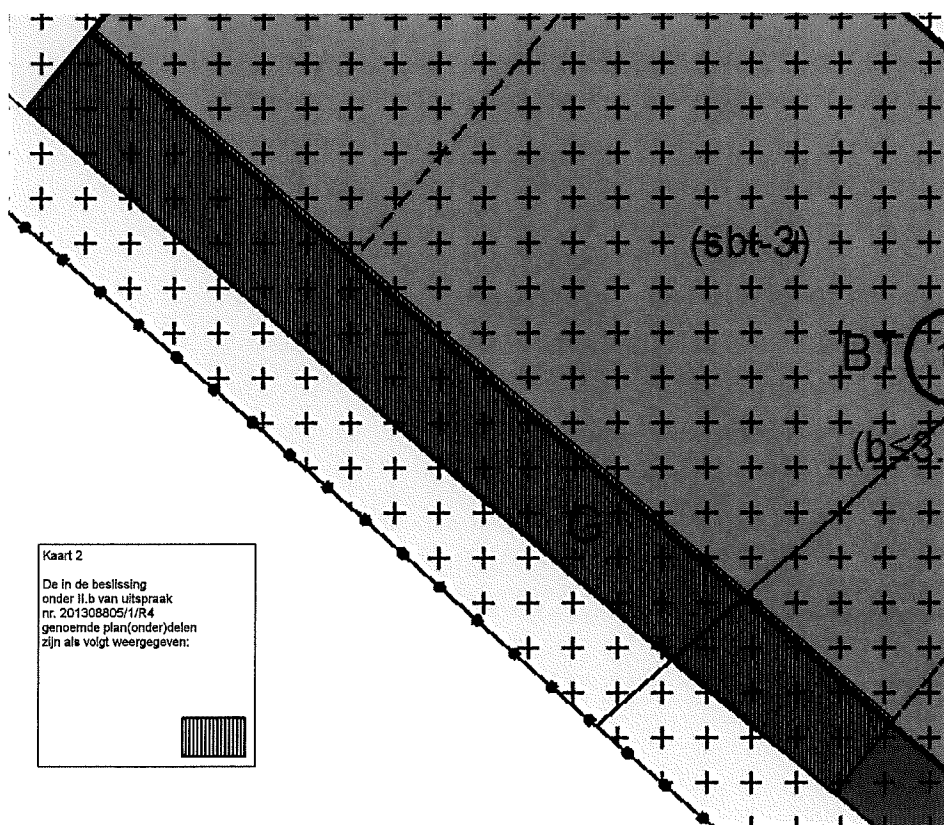 (sbt-3)
BT
(b≤3.
G
Kaart 2
De in de beslissing
onder II.b van uitspraak
nr. 201308805/1/R4
genoemde plan(onder)delen
zijn als volgt weergegeven: